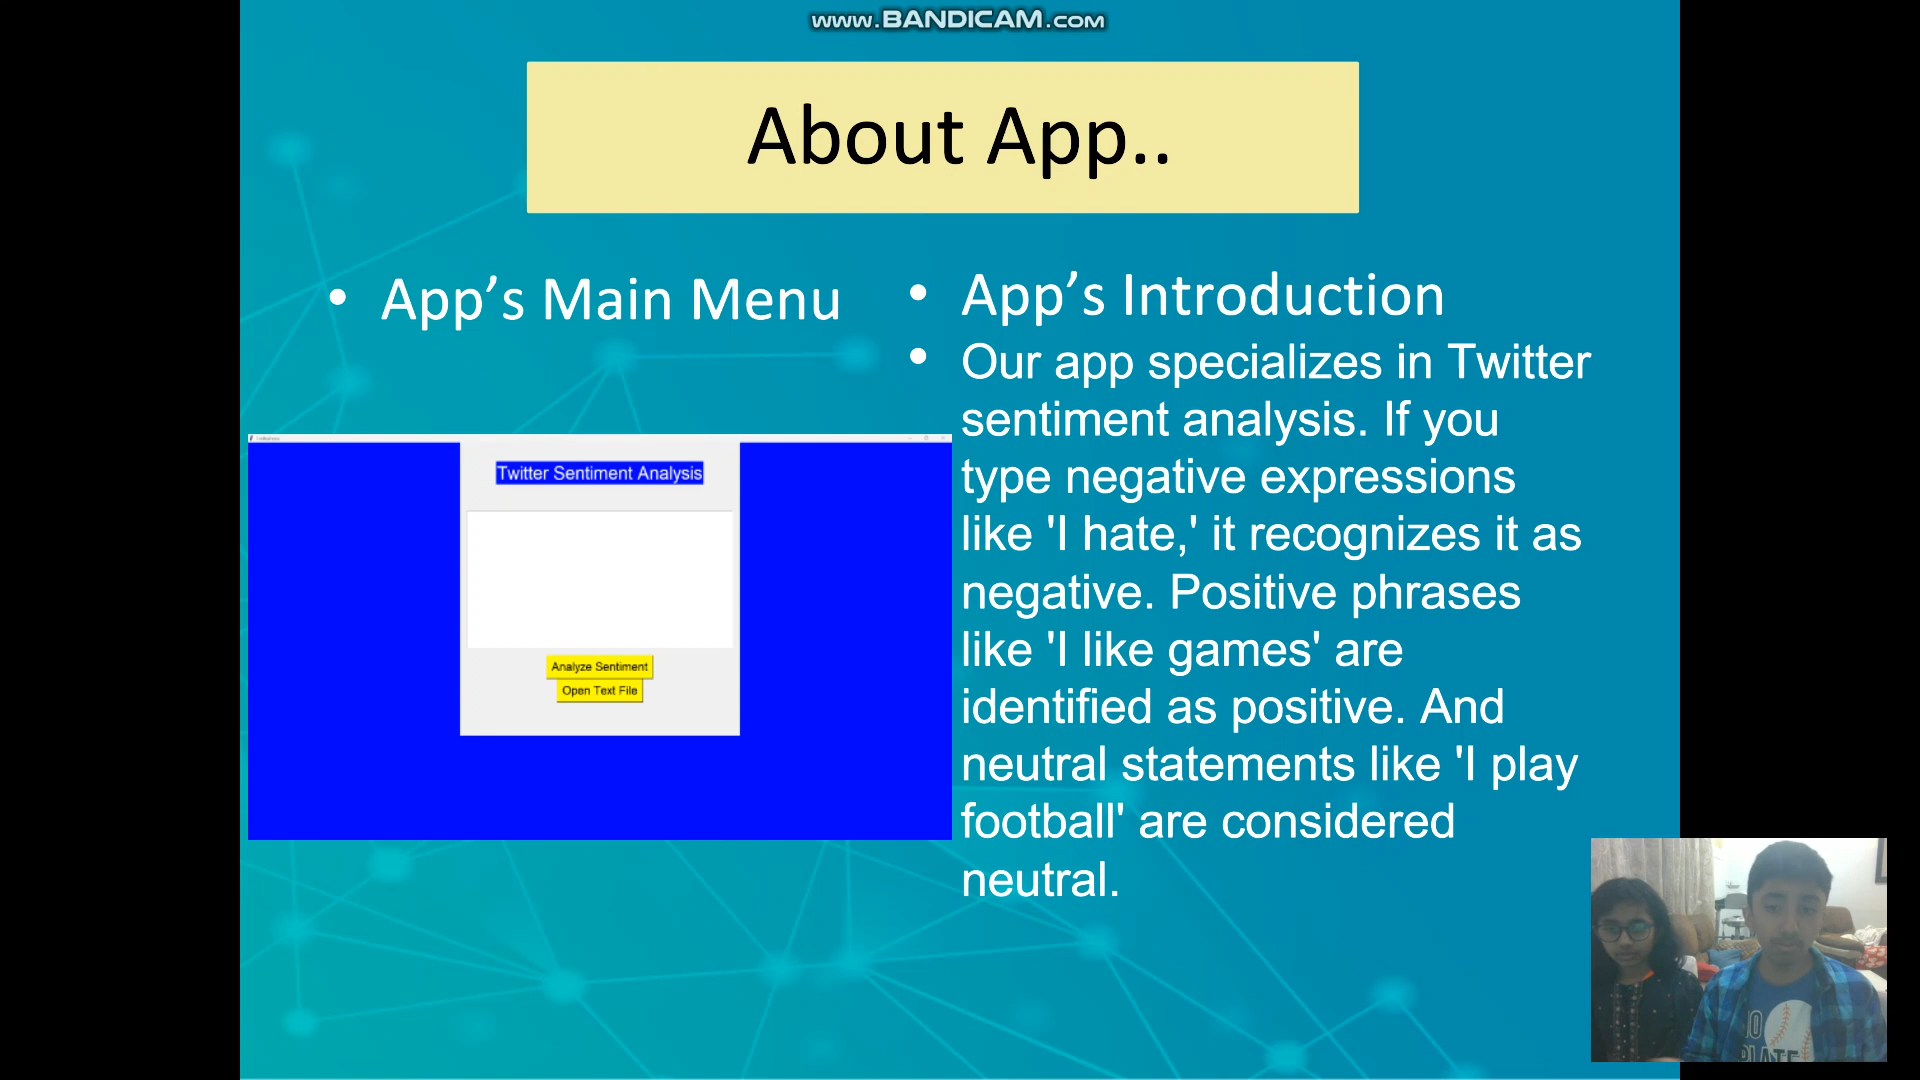 www.BANDICAM.com
About App..
• App’s Main Menu
Twitter Sentiment Analysis
Analyze Sentiment
Open Text File
• App’s Introduction
• Our app specializes in Twitter
sentiment analysis. If you
type negative expressions
like 'I hate,' it recognizes it as
negative. Positive phrases
like 'I like games' are
identified as positive. And
neutral statements like 'I play
football' are considered
neutral.
PLATE